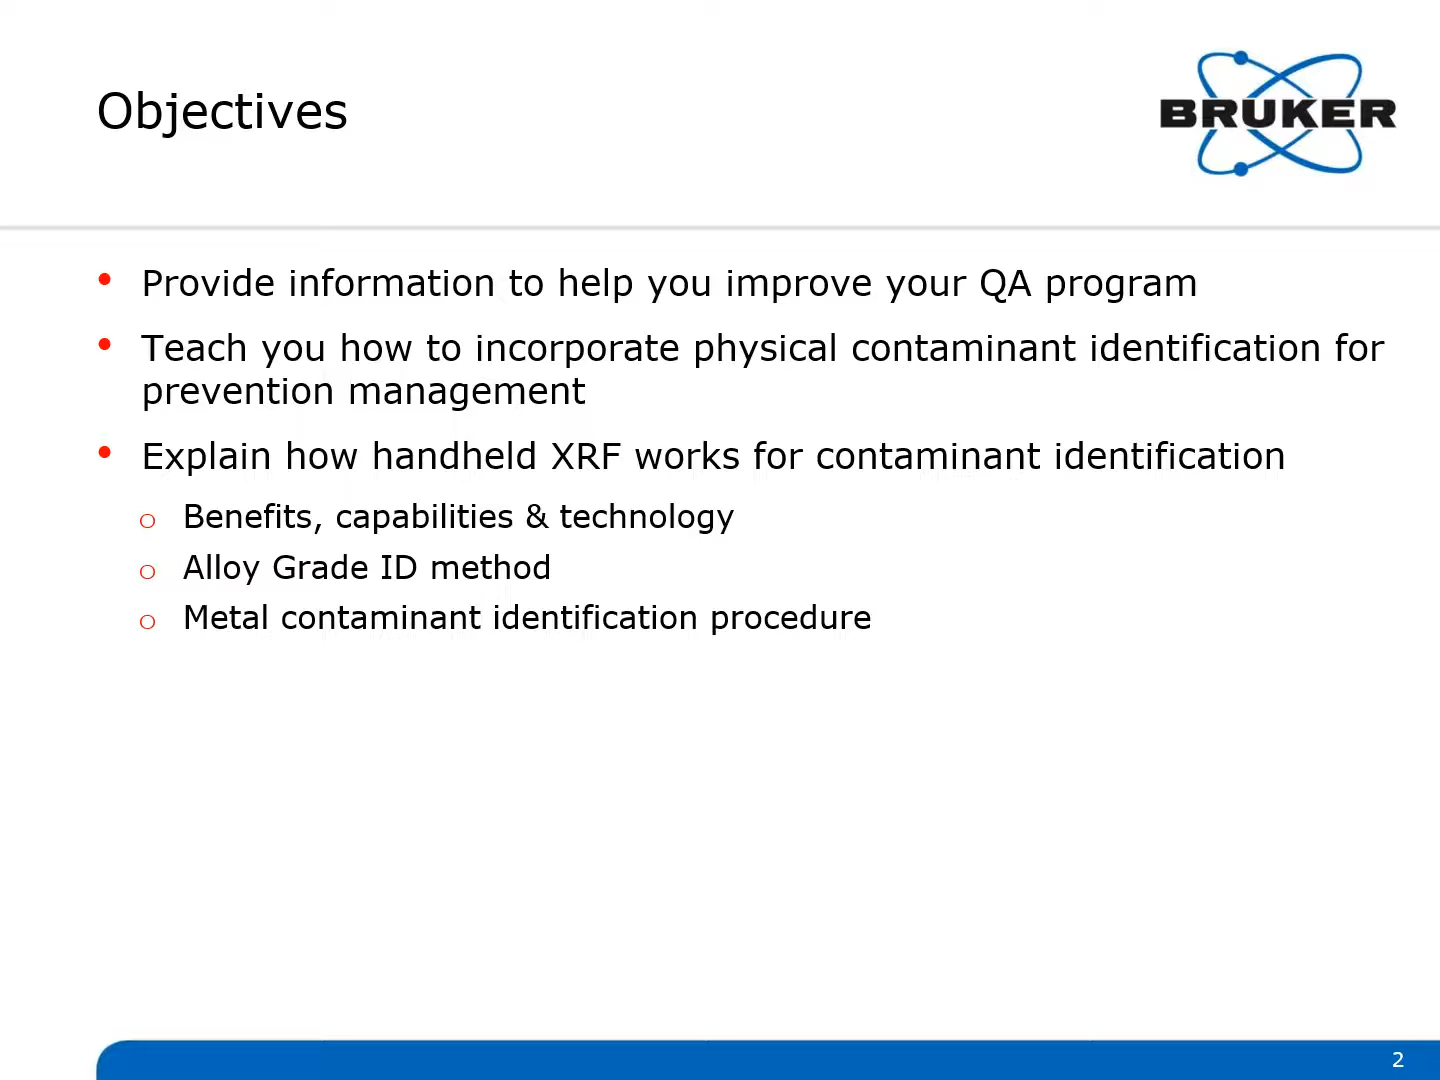 Objectives
BRUKER
• Provide information to help you improve your QA program
• Teach you how to incorporate physical contaminant identification for
prevention management
• Explain how handheld XRF works for contaminant identification
o Benefits, capabilities & technology
o Alloy Grade ID method
o Metal contaminant identification procedure
2